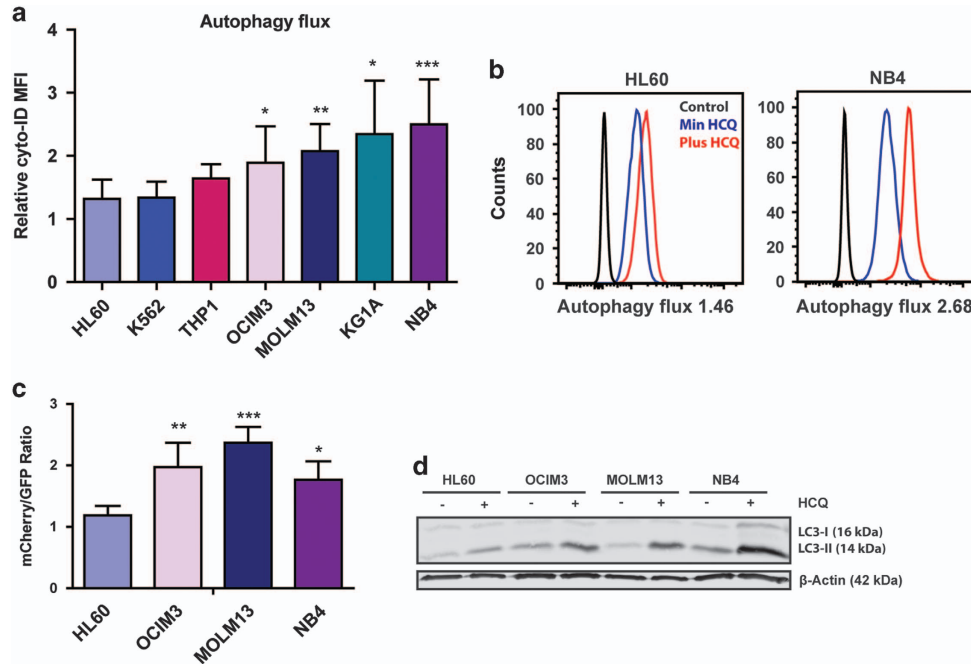 a
Autophagy flux
Relative cyto-ID MFI
4
3
2
1
0
* ** * ***
HL60 K562 THP1 OCIM3 MOLM13 KG1A NB4
b
HL60
Counts
100
80
60
40
20
0
Control
Min HCQ
Plus HCQ
Autophagy flux 1.46
NB4
100
80
60
40
20
0
Autophagy flux 2.68
c
mCherry/GFP Ratio
3
2
1
0
** *** *
HL60 OCIM3 MOLM13 NB4
d
HL60 OCIM3 MOLM13 NB4
- + - + - + - + HCQ
LC3-I (16 kDa)
LC3-II (14 kDa)
β-Actin (42 kDa)